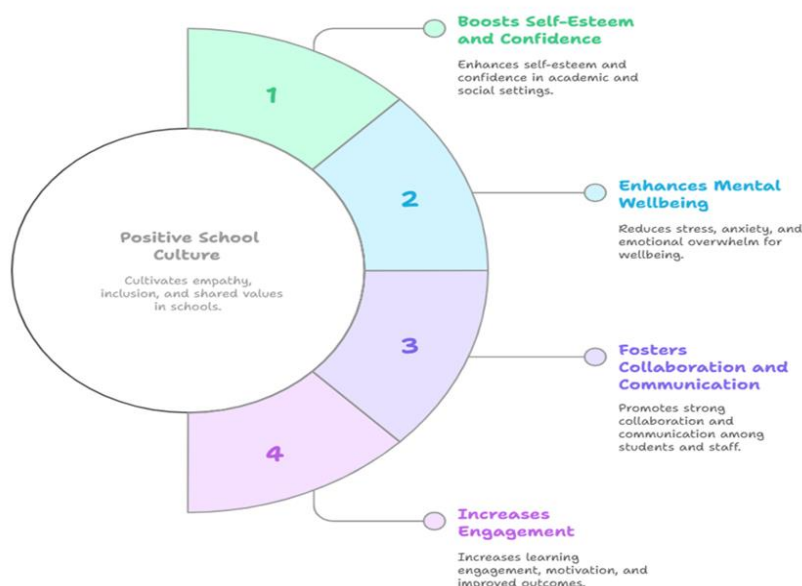 Boosts Self-Esteem
and Confidence
Enhances self-esteem and
confidence in academic and
social settings.
1
Enhances Mental
Wellbeing
Reduces stress, anxiety, and
emotional overwhelm for
wellbeing.
2
Positive School
Culture
Cultivates empathy,
inclusion, and shared values
in schools.
3
Fosters
Collaboration and
Communication
Promotes strong
collaboration and
communication among
students and staff.
4
Increases
Engagement
Increases learning
engagement, motivation, and
improved outcomes.